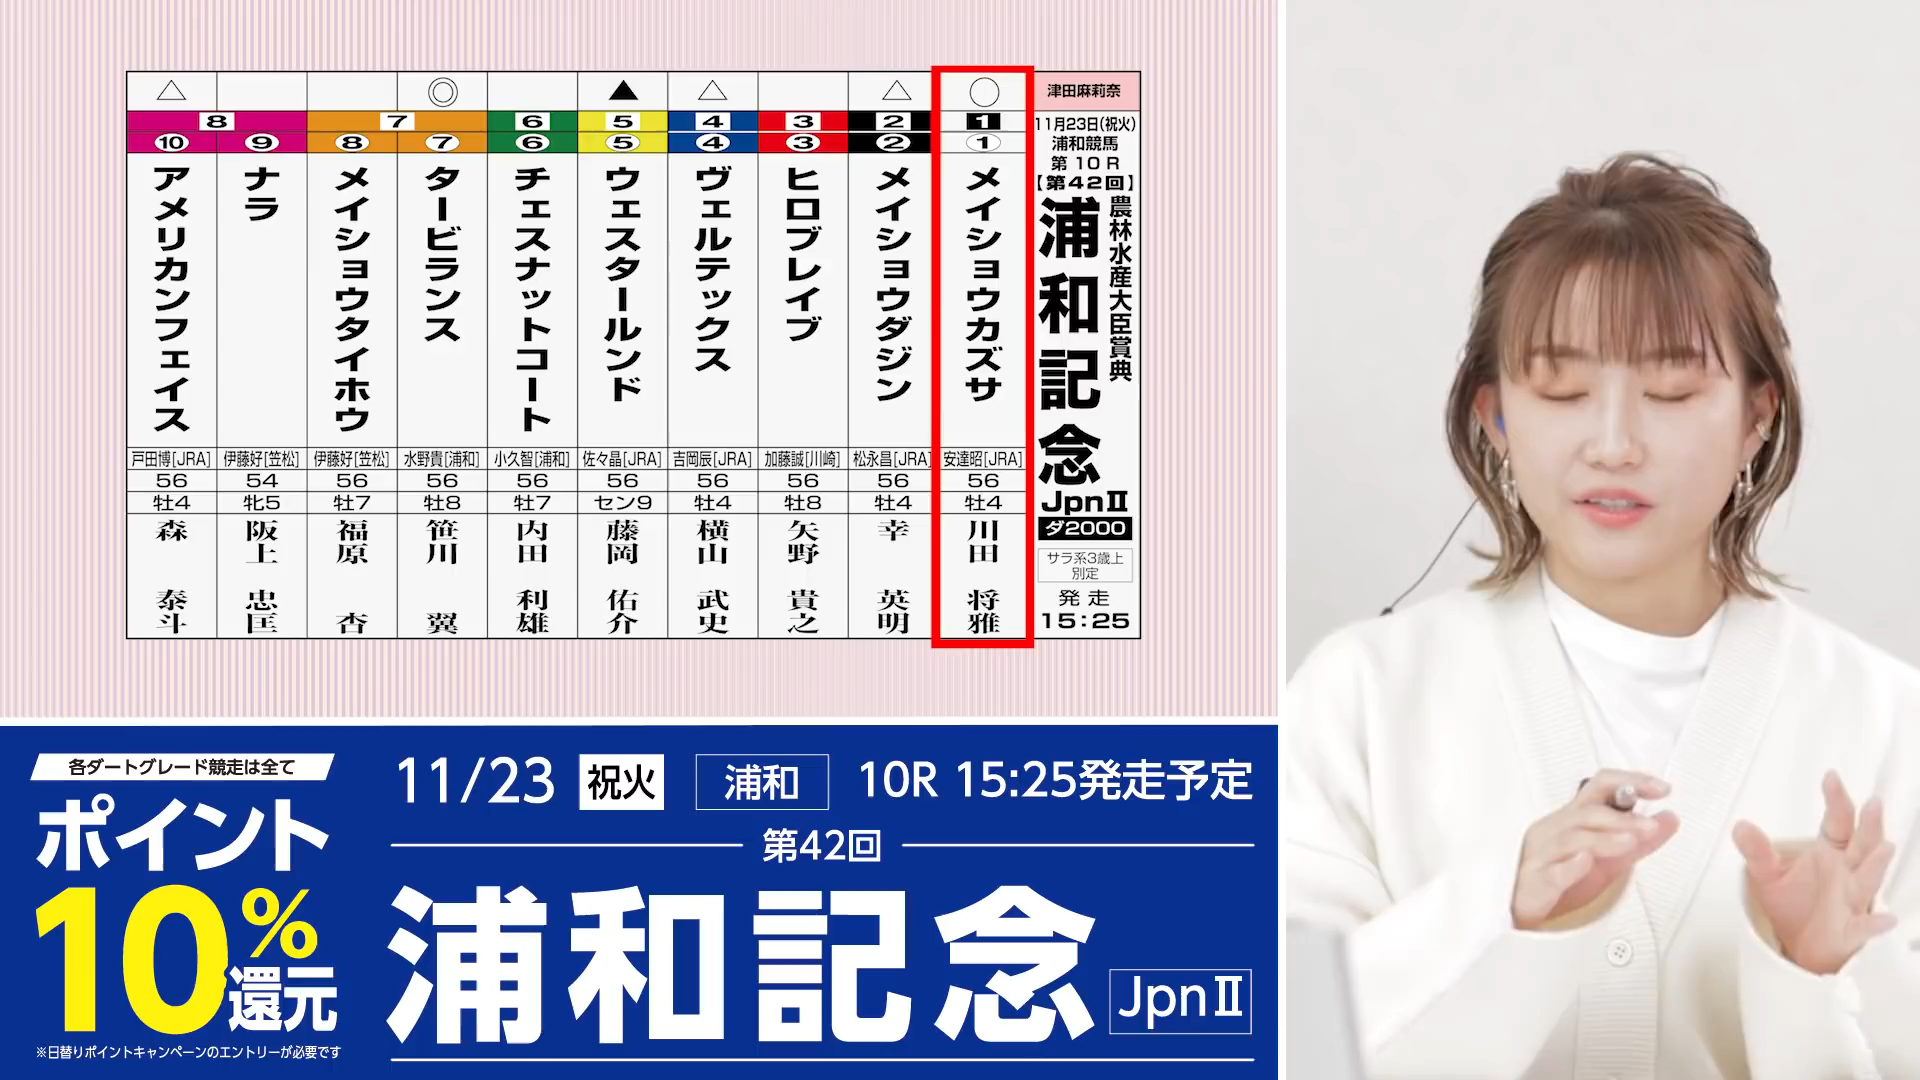 津田麻莉奈
11月23日(祝火)
浦和競馬
第10R
【第42回】
農林水産大臣賞典
浦和記念
JpnⅡ
ダ2000
サラ系3歳上
別定
発走
15:25
○
1
1
メイショウカズサ
安達昭[JRA]
56
牡4
川田 将雅
△
2
2
メイショウダジン
松永昌[JRA]
56
牡4
幸 英明
3
3
ヒロブレイブ
加藤誠[川崎]
56
牡8
矢野 貴之
△
4
4
ヴェルテックス
吉岡辰[JRA]
56
牡4
横山 武史
▲
5
5
ウェスタールンド
佐々晶[JRA]
56
セン9
藤岡 佑介
6
6
チェスナットコート
小久智[浦和]
56
牡7
内田 利雄
◎
7
7
タービランス
水野貴[浦和]
56
牡8
笹川 翼
8
メイショウタイホウ
伊藤好[笠松]
56
牡7
福原 杏
8
9
ナラ
伊藤好[笠松]
54
牝5
阪上 忠匡
△
10
アメリカンフェイス
戸田博[JRA]
56
牡4
森 泰斗
各ダートグレード競走は全て
ポイント
10%還元
※日替りポイントキャンペーンのエントリーが必要です
11/23 祝火 浦和 10R 15:25発走予定
第42回
浦和記念 JpnⅡ